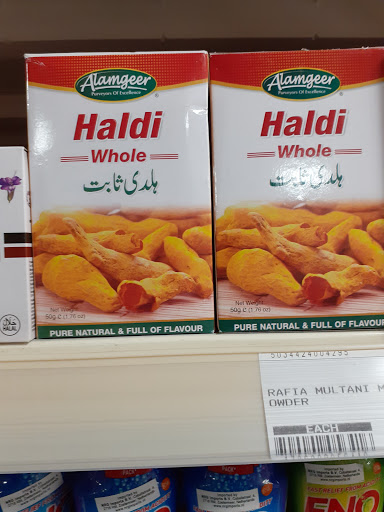 Alamgeer
Purveyors Of Excellence
Haldi
Whole
ہلدی ثابت
Net Weight
50g ℮ (1.76 oz)
PURE NATURAL & FULL OF FLAVOUR
Alamgeer
Purveyors Of Excellence
Haldi
Whole
ہلدی ثابت
Net Weight
50g ℮ (1.76 oz)
PURE NATURAL & FULL OF FLAVOUR
HALAL
5034424004295
RAFIA MULTANI M
OWDER
EACH
ENO